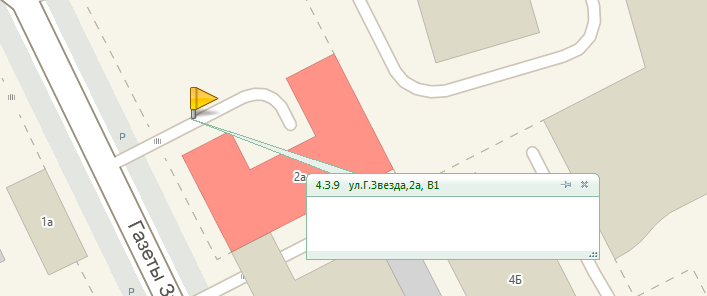 P
2а
4.3.9 ул.Г.Звезда,2а, В1
1а
Газеты З
4Б
P